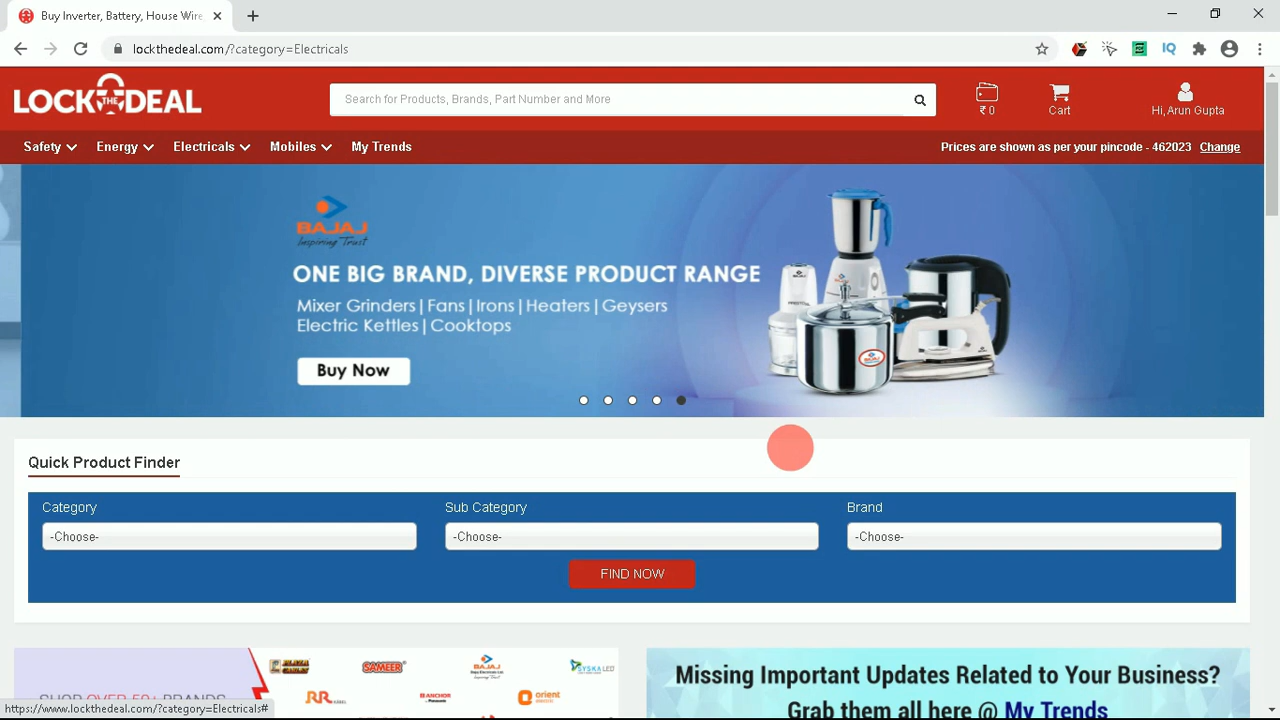 Buy Inverter, Battery, House Wire
lockthedeal.com/?category=Electricals
IQ
LOCK THE DEAL
Search for Products, Brands, Part Number and More
₹ 0
Cart
Hi, Arun Gupta
Safety
Energy
Electricals
Mobiles
My Trends
Prices are shown as per your pincode - 462023 Change
BAJAJ
Inspiring Trust
ONE BIG BRAND, DIVERSE PRODUCT RANGE
Mixer Grinders | Fans | Irons | Heaters | Geysers
Electric Kettles | Cooktops
Buy Now
Quick Product Finder
Category
Sub Category
Brand
-Choose-
-Choose-
-Choose-
FIND NOW
SAMEER
BAJAJ
SYSKA LED
SHOP OVER 50+ BRANDS
RR
ANCHOR
orient
Missing Important Updates Related to Your Business?
Grab them all here @ My Trends
https://www.lockthedeal.com/?category=Electricals#